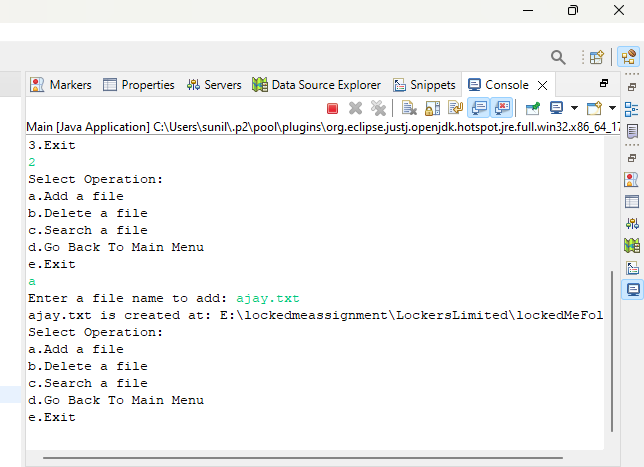 Markers Properties Servers Data Source Explorer Snippets Console
Main [Java Application] C:\Users\sunil\.p2\pool\plugins\org.eclipse.justj.openjdk.hotspot.jre.full.win32.x86_64_17
3.Exit
2
Select Operation:
a.Add a file
b.Delete a file
c.Search a file
d.Go Back To Main Menu
e.Exit
a
Enter a file name to add: ajay.txt
ajay.txt is created at: E:\lockedmeassignment\LockersLimited\lockedMeFol
Select Operation:
a.Add a file
b.Delete a file
c.Search a file
d.Go Back To Main Menu
e.Exit